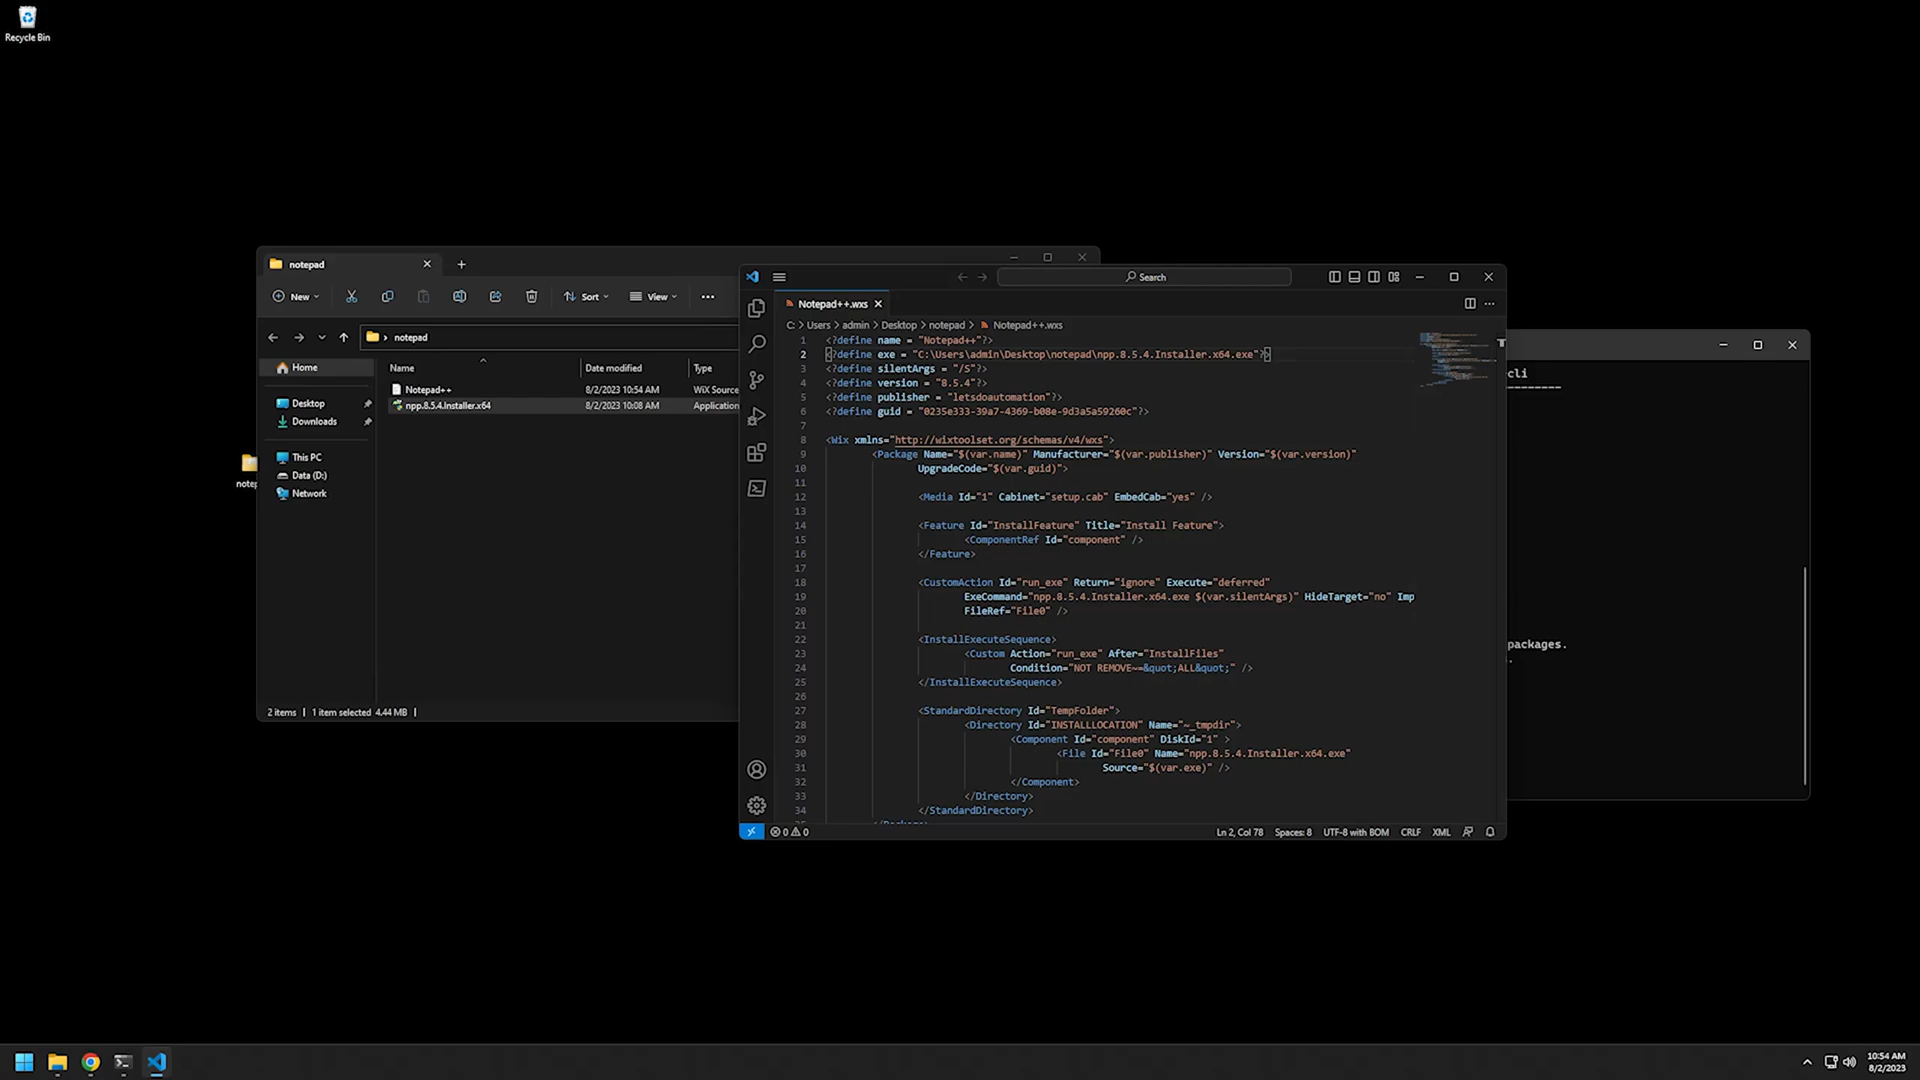 Recycle Bin
notepad
New
Sort
View
notepad
Home
Desktop
Downloads
This PC
Data (D:)
Network
Name
Date modified
Type
Notepad++
8/2/2023 10:54 AM
WiX Source
npp.8.5.4.Installer.x64
8/2/2023 10:08 AM
Application
2 items
1 item selected 4.44 MB
notep
Search
Notepad++.wxs
C: > Users > admin > Desktop > notepad > Notepad++.wxs
1 <?define name = "Notepad++"?>
2 <?define exe = "C:\Users\admin\Desktop\notepad\npp.8.5.4.Installer.x64.exe"?>
3 <?define silentArgs = "/S"?>
4 <?define version = "8.5.4"?>
5 <?define publisher = "letsdoautomation"?>
6 <?define guid = "0235e333-39a7-4369-b08e-9d3a5a59260c"?>
7
8 <Wix xmlns="http://wixtoolset.org/schemas/v4/wxs">
9 <Package Name="$(var.name)" Manufacturer="$(var.publisher)" Version="$(var.version)"
10 UpgradeCode="$(var.guid)">
11
12 <Media Id="1" Cabinet="setup.cab" EmbedCab="yes" />
13
14 <Feature Id="InstallFeature" Title="Install Feature">
15 <ComponentRef Id="component" />
16 </Feature>
17
18 <CustomAction Id="run_exe" Return="ignore" Execute="deferred"
19 ExeCommand="npp.8.5.4.Installer.x64.exe $(var.silentArgs)" HideTarget="no" Imp
20 FileRef="File0" />
21
22 <InstallExecuteSequence>
23 <Custom Action="run_exe" After="InstallFiles"
24 Condition="NOT REMOVE~=&quot;ALL&quot;" />
25 </InstallExecuteSequence>
26
27 <StandardDirectory Id="TempFolder">
28 <Directory Id="INSTALLLOCATION" Name="~_tmpdir">
29 <Component Id="component" DiskId="1" >
30 <File Id="File0" Name="npp.8.5.4.Installer.x64.exe"
31 Source="$(var.exe)" />
32 </Component>
33 </Directory>
34 </StandardDirectory>
0 0
Ln 2, Col 78
Spaces: 8
UTF-8 with BOM
CRLF
XML
cli
packages.
10:54 AM
8/2/2023